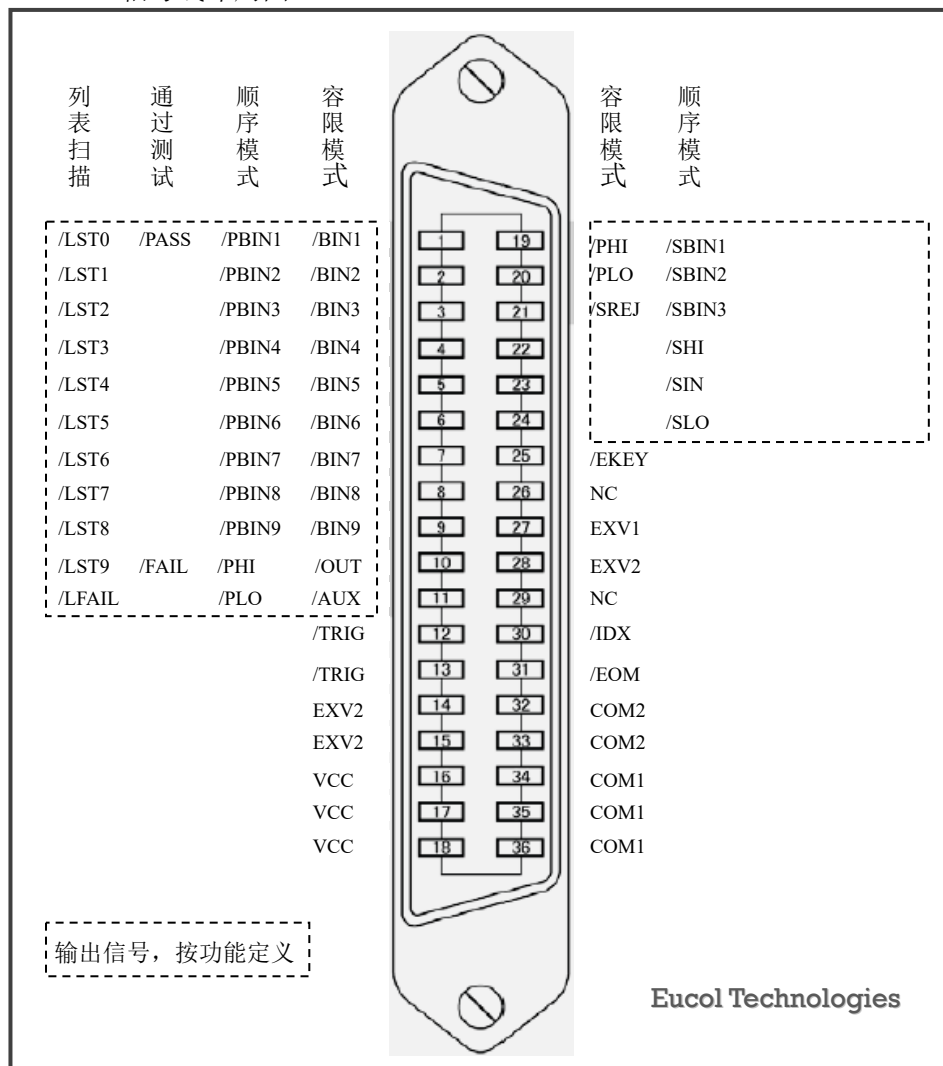 列表扫描 通过测试 顺序模式 容限模式 容限模式 顺序模式
/LST0 /PASS /PBIN1 /BIN1 1 19 /PHI /SBIN1
/LST1 /PBIN2 /BIN2 2 20 /PLO /SBIN2
/LST2 /PBIN3 /BIN3 3 21 /SREJ /SBIN3
/LST3 /PBIN4 /BIN4 4 22 /SHI
/LST4 /PBIN5 /BIN5 5 23 /SIN
/LST5 /PBIN6 /BIN6 6 24 /SLO
/LST6 /PBIN7 /BIN7 7 25 /EKEY
/LST7 /PBIN8 /BIN8 8 26 NC
/LST8 /PBIN9 /BIN9 9 27 EXV1
/LST9 /FAIL /PHI /OUT 10 28 EXV2
/LFAIL /PLO /AUX 11 29 NC
/TRIG 12 30 /IDX
/TRIG 13 31 /EOM
EXV2 14 32 COM2
EXV2 15 33 COM2
VCC 16 34 COM1
VCC 17 35 COM1
VCC 18 36 COM1
输出信号，按功能定义
Eucol Technologies